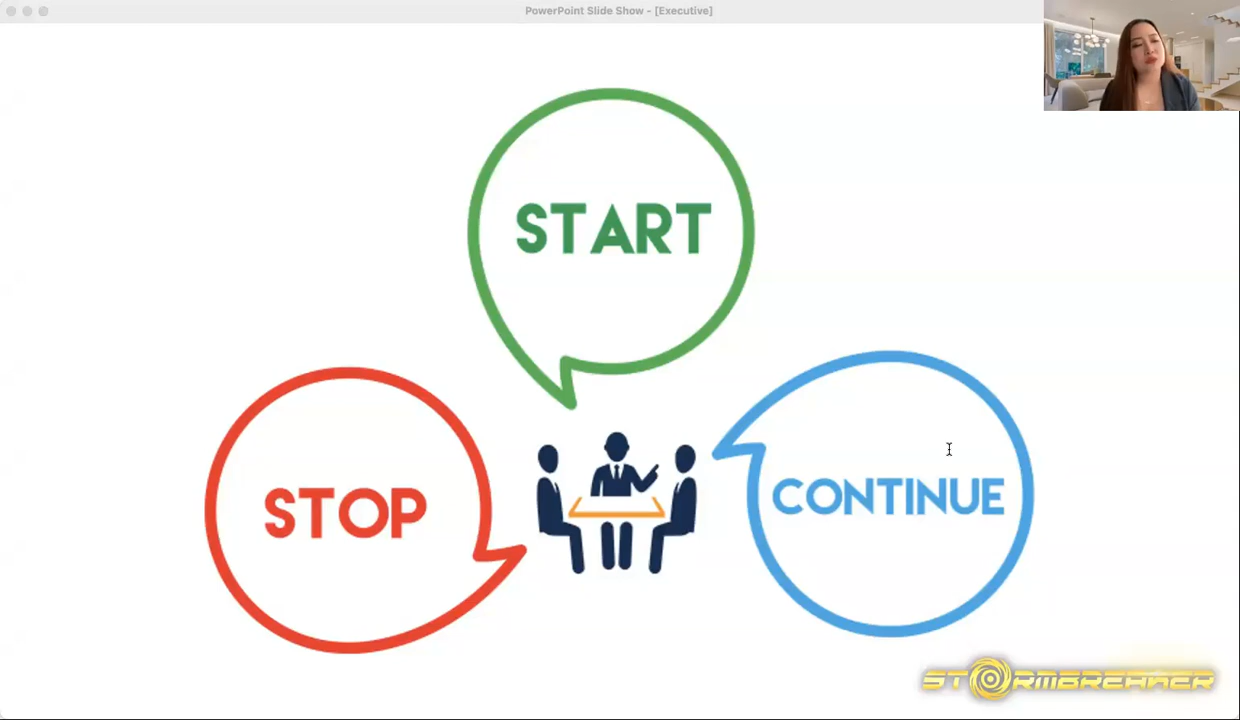 PowerPoint Slide Show - [Executive]
START
STOP
CONTINUE
STORMBREAKER